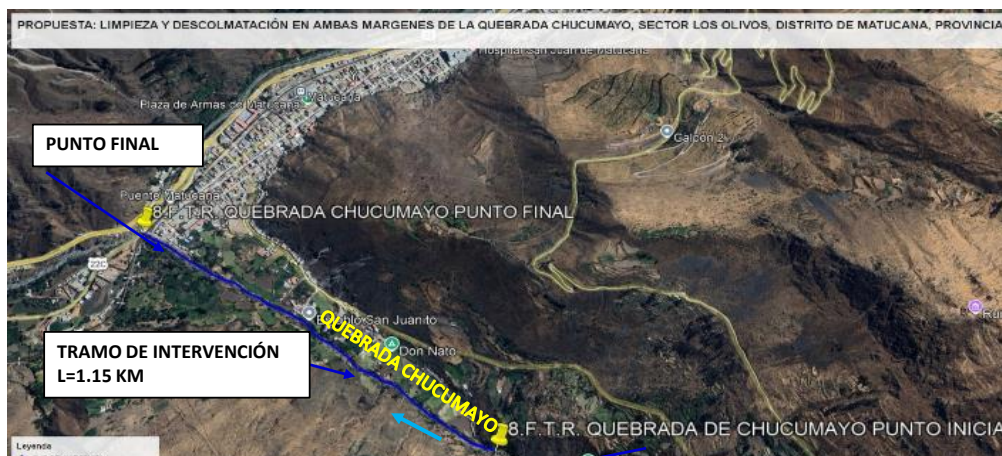 PROPUESTA: LIMPIEZA Y DESCOLMATACIÓN EN AMBAS MARGENES DE LA QUEBRADA CHUCUMAYO, SECTOR LOS OLIVOS, DISTRITO DE MATUCANA, PROVINCIA
Hospital San Juan de Matucana
Plaza de Armas de Matucana
Matucana
Galcon 2
PUNTO FINAL
Puente Matucana
8.F.T.R. QUEBRADA CHUCUMAYO PUNTO FINAL
22C
San Juanito
QUEBRADA CHUCUMAYO
Don Nato
TRAMO DE INTERVENCIÓN
L=1.15 KM
8.F.T.R. QUEBRADA DE CHUCUMAYO PUNTO INICIA
Leyenda